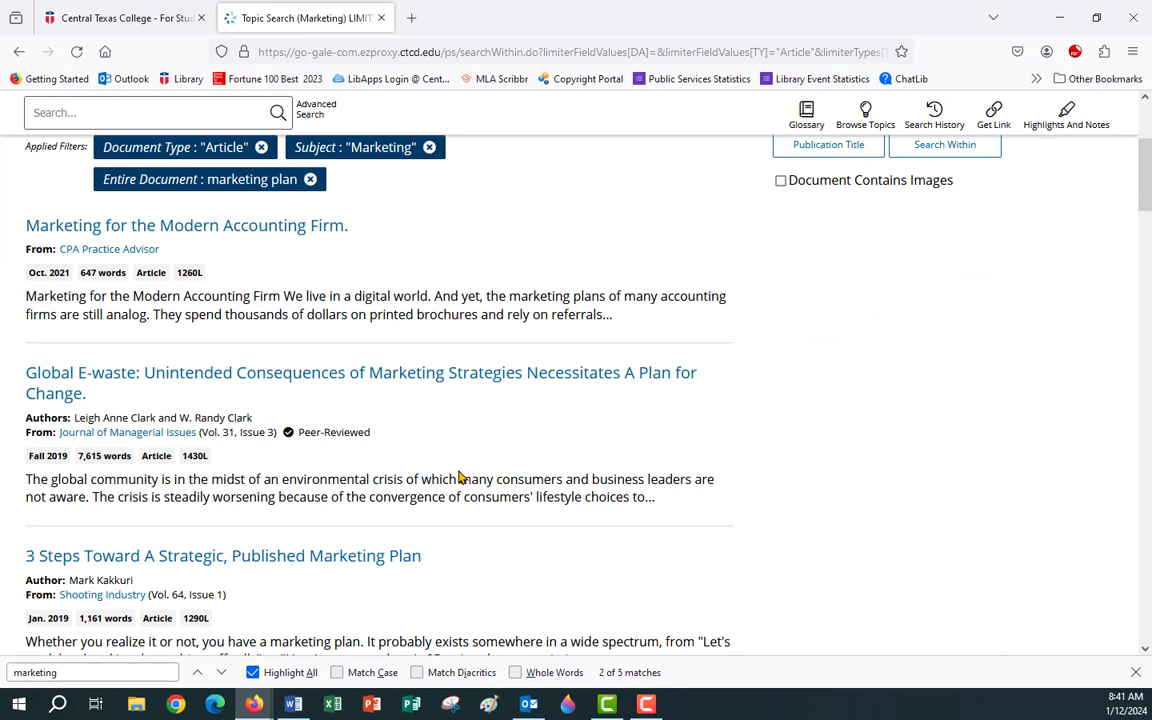 Central Texas College - For Stud
Topic Search (Marketing) LIMIT
https://go-gale-com.ezproxy.ctcd.edu/ps/searchWithin.do?limiterFieldValues[DA]=&limiterFieldValues[TY]="Article"&limiterTypes[
Getting Started
Outlook
Library
Fortune 100 Best 2023
LibApps Login @ Cent...
MLA Scribbr
Copyright Portal
Public Services Statistics
Library Event Statistics
ChatLib
Other Bookmarks
Search...
Advanced
Search
Glossary
Browse Topics
Search History
Get Link
Highlights And Notes
Applied Filters:
Document Type : "Article"
Subject : "Marketing"
Entire Document : marketing plan
Publication Title
Search Within
Document Contains Images
Marketing for the Modern Accounting Firm.
From: CPA Practice Advisor
Oct. 2021 647 words Article 1260L
Marketing for the Modern Accounting Firm We live in a digital world. And yet, the marketing plans of many accounting
firms are still analog. They spend thousands of dollars on printed brochures and rely on referrals...
Global E-waste: Unintended Consequences of Marketing Strategies Necessitates A Plan for
Change.
Authors: Leigh Anne Clark and W. Randy Clark
From: Journal of Managerial Issues (Vol. 31, Issue 3) Peer-Reviewed
Fall 2019 7,615 words Article 1430L
The global community is in the midst of an environmental crisis of which many consumers and business leaders are
not aware. The crisis is steadily worsening because of the convergence of consumers' lifestyle choices to...
3 Steps Toward A Strategic, Published Marketing Plan
Author: Mark Kakkuri
From: Shooting Industry (Vol. 64, Issue 1)
Jan. 2019 1,161 words Article 1290L
Whether you realize it or not, you have a marketing plan. It probably exists somewhere in a wide spectrum, from "Let's
marketing
Highlight All
Match Case
Match Diacritics
Whole Words
2 of 5 matches
8:41 AM
1/12/2024